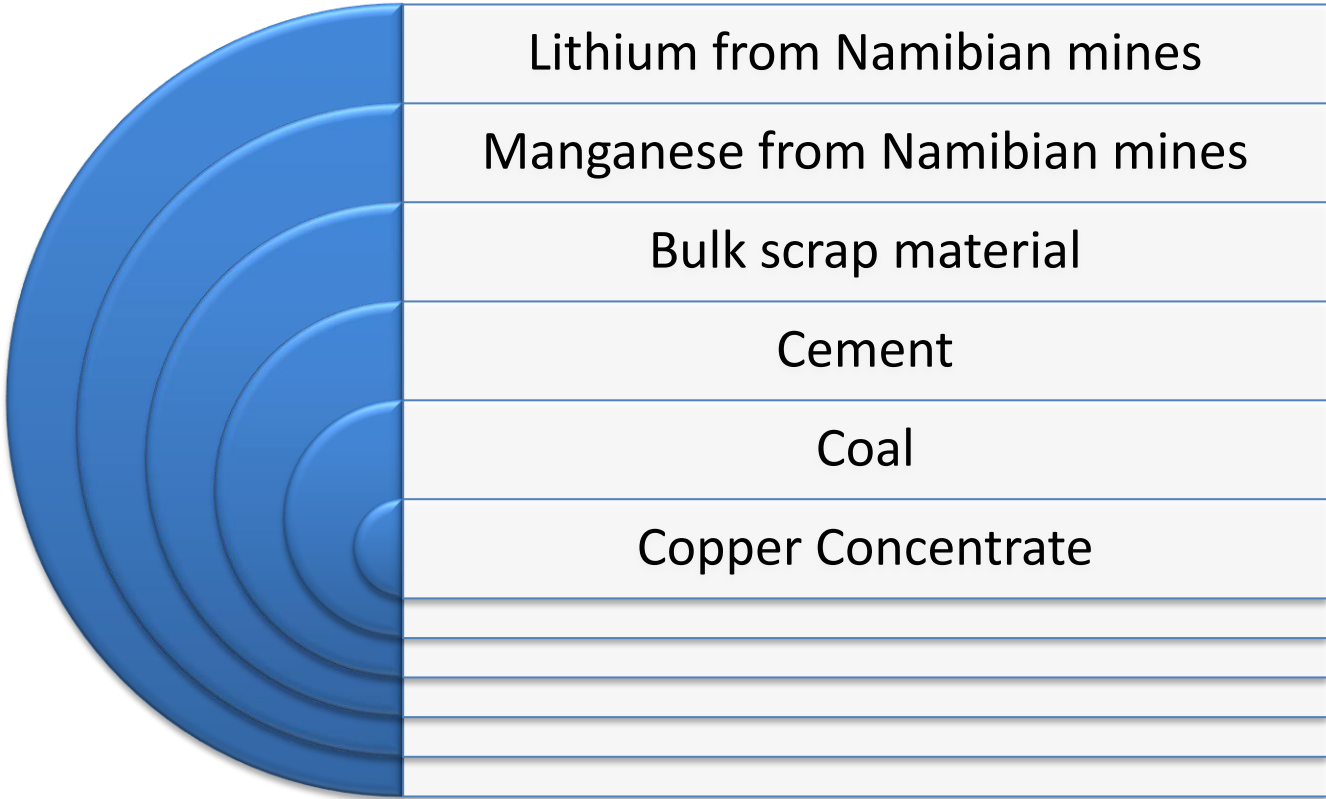 Lithium from Namibian mines
Manganese from Namibian mines
Bulk scrap material
Cement
Coal
Copper Concentrate